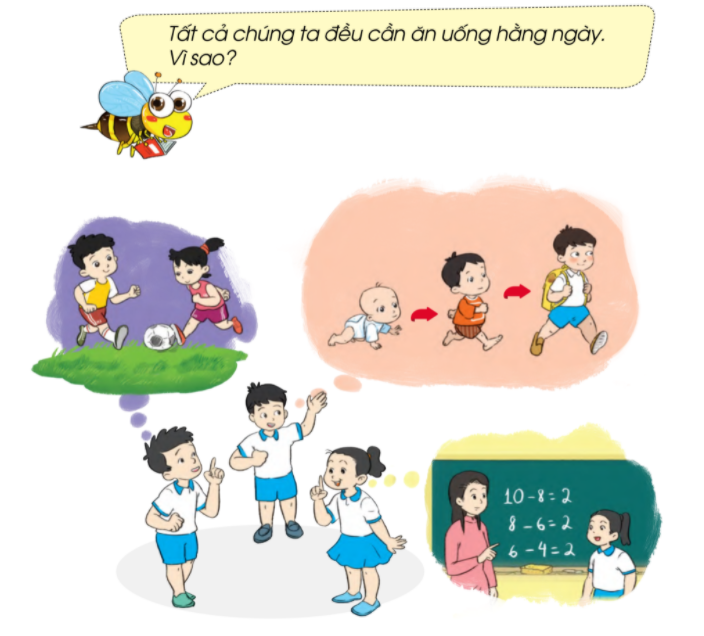 Tất cả chúng ta đều cần ăn uống hằng ngày.
Vì sao?
10 - 8 = 2
8 - 6 = 2
6 - 4 = 2